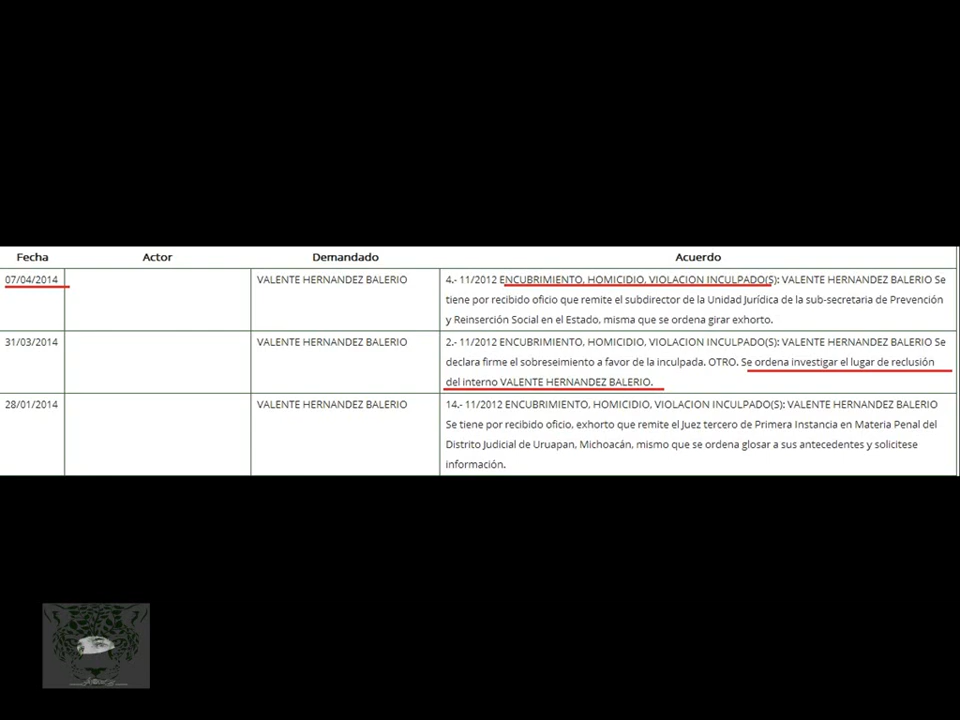 Fecha Actor Demandado Acuerdo
07/04/2014 VALENTE HERNANDEZ BALERIO 4.- 11/2012 ENCUBRIMIENTO, HOMICIDIO, VIOLACION INCULPADO(S): VALENTE HERNANDEZ BALERIO Se
tiene por recibido oficio que remite el subdirector de la Unidad Jurídica de la sub-secretaria de Prevención
y Reinserción Social en el Estado, misma que se ordena girar exhorto.
31/03/2014 VALENTE HERNANDEZ BALERIO 2.- 11/2012 ENCUBRIMIENTO, HOMICIDIO, VIOLACION INCULPADO(S): VALENTE HERNANDEZ BALERIO Se
declara firme el sobreseimiento a favor de la inculpada. OTRO. Se ordena investigar el lugar de reclusión
del interno VALENTE HERNANDEZ BALERIO.
28/01/2014 VALENTE HERNANDEZ BALERIO 14.- 11/2012 ENCUBRIMIENTO, HOMICIDIO, VIOLACION INCULPADO(S): VALENTE HERNANDEZ BALERIO
Se tiene por recibido oficio, exhorto que remite el Juez tercero de Primera Instancia en Materia Penal del
Distrito Judicial de Uruapan, Michoacán, mismo que se ordena glosar a sus antecedentes y solicitese
información.